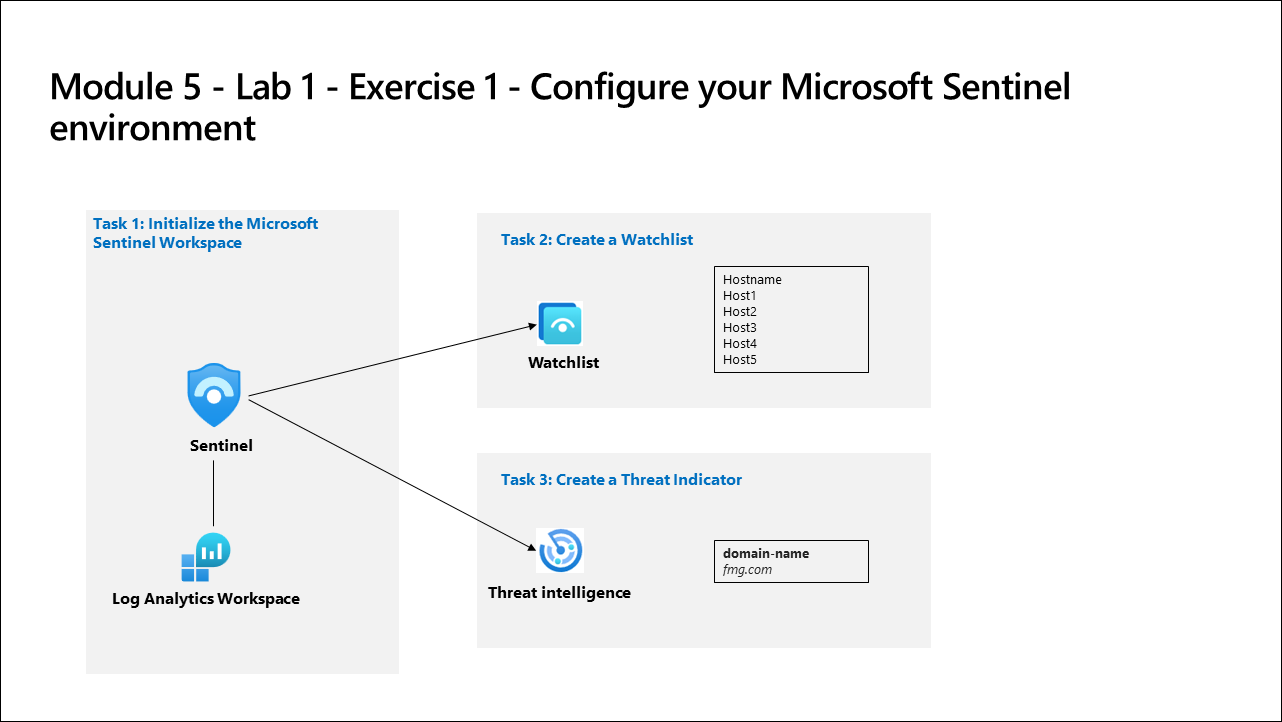 Module 5 - Lab 1 - Exercise 1 - Configure your Microsoft Sentinel
environment
Task 1: Initialize the Microsoft
Sentinel Workspace
Sentinel
Log Analytics Workspace
Task 2: Create a Watchlist
Watchlist
Hostname
Host1
Host2
Host3
Host4
Host5
Task 3: Create a Threat Indicator
Threat intelligence
domain-name
fmg.com